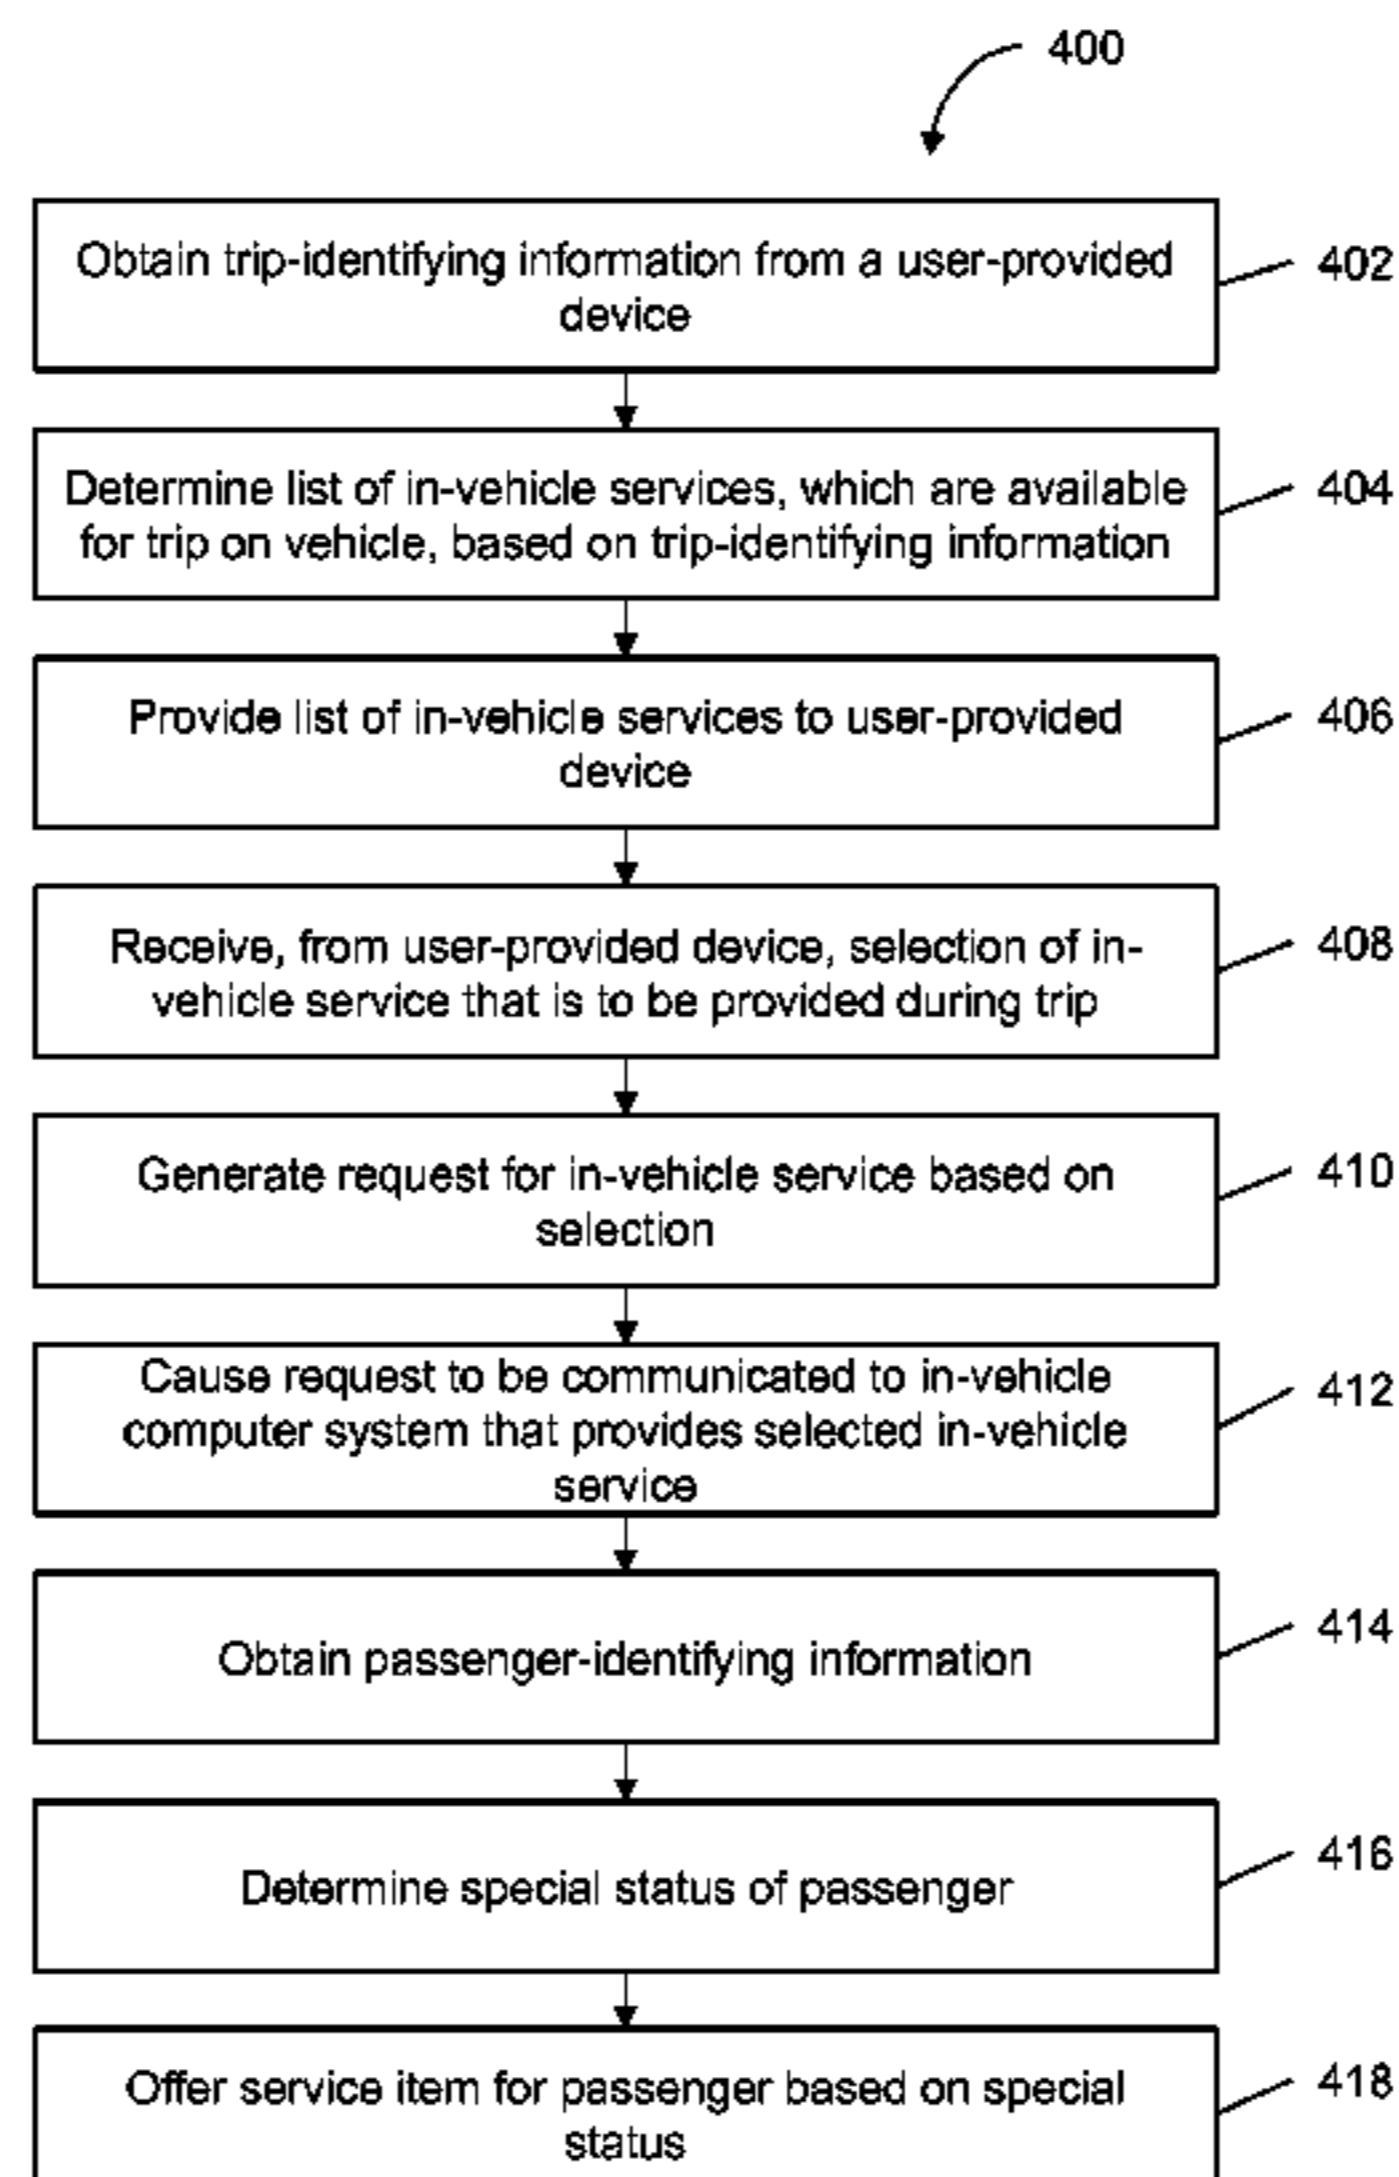 400
Obtain trip-identifying information from a user-provided
device
402
Determine list of in-vehicle services, which are available
for trip on vehicle, based on trip-identifying information
404
Provide list of in-vehicle services to user-provided
device
406
Receive, from user-provided device, selection of in-
vehicle service that is to be provided during trip
408
Generate request for in-vehicle service based on
selection
410
Cause request to be communicated to in-vehicle
computer system that provides selected in-vehicle
service
412
Obtain passenger-identifying information
414
Determine special status of passenger
416
Offer service item for passenger based on special
status
418